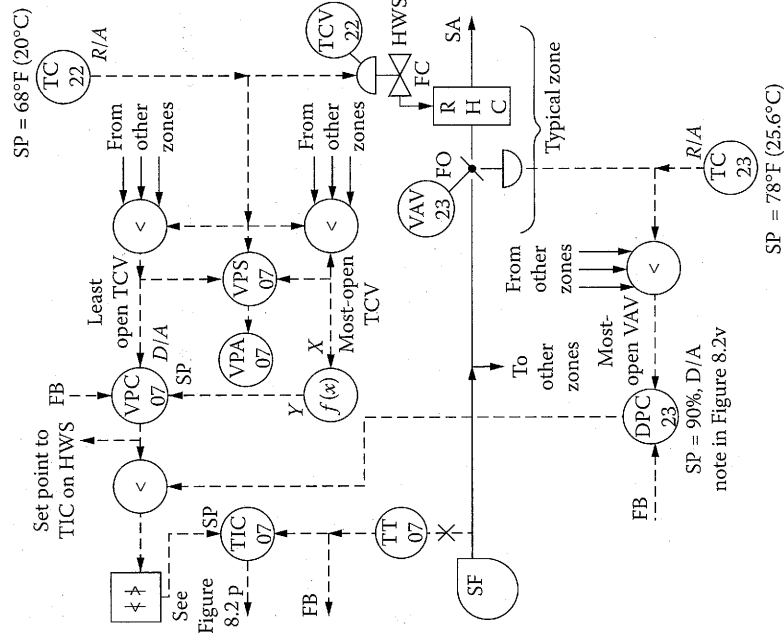 SF
FB
TT
07
FB
TIC
07
SP
See
Figure
8.2 p
≮≯
<
Set point to
TIC on HWS
FB
VPC
07
D/A
SP
Y
f(x)
X
Most-open
TCV
Least
open TCV
VPA
07
VPS
07
<
<
From
other
zones
From
other
zones
TC
22
R/A
SP = 68°F (20°C)
TCV
22
HWS
FC
R
H
C
SA
Typical zone
VAV
23
FO
To
other
zones
From
other
zones
Most-
open VAV
<
FB
DPC
23
SP = 90%, D/A
note in Figure 8.2v
R/A
TC
23
SP = 78°F (25.6°C)